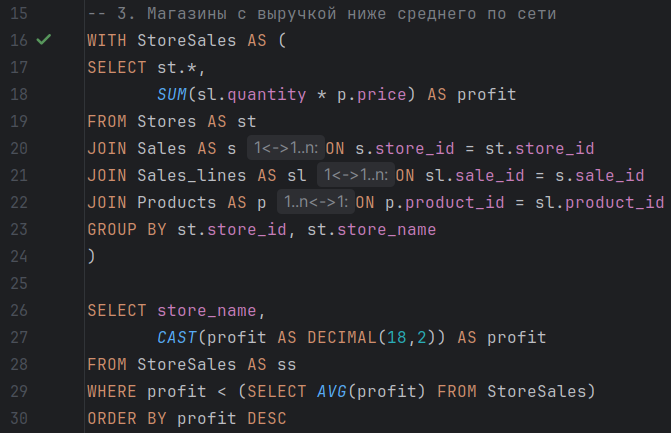 15 -- 3. Магазины с выручкой ниже среднего по сети
16 WITH StoreSales AS (
17 SELECT st.*,
18 SUM(sl.quantity * p.price) AS profit
19 FROM Stores AS st
20 JOIN Sales AS s 1<->1..n: ON s.store_id = st.store_id
21 JOIN Sales_lines AS sl 1<->1..n: ON sl.sale_id = s.sale_id
22 JOIN Products AS p 1..n<->1: ON p.product_id = sl.product_id
23 GROUP BY st.store_id, st.store_name
24 )
25
26 SELECT store_name,
27 CAST(profit AS DECIMAL(18,2)) AS profit
28 FROM StoreSales AS ss
29 WHERE profit < (SELECT AVG(profit) FROM StoreSales)
30 ORDER BY profit DESC